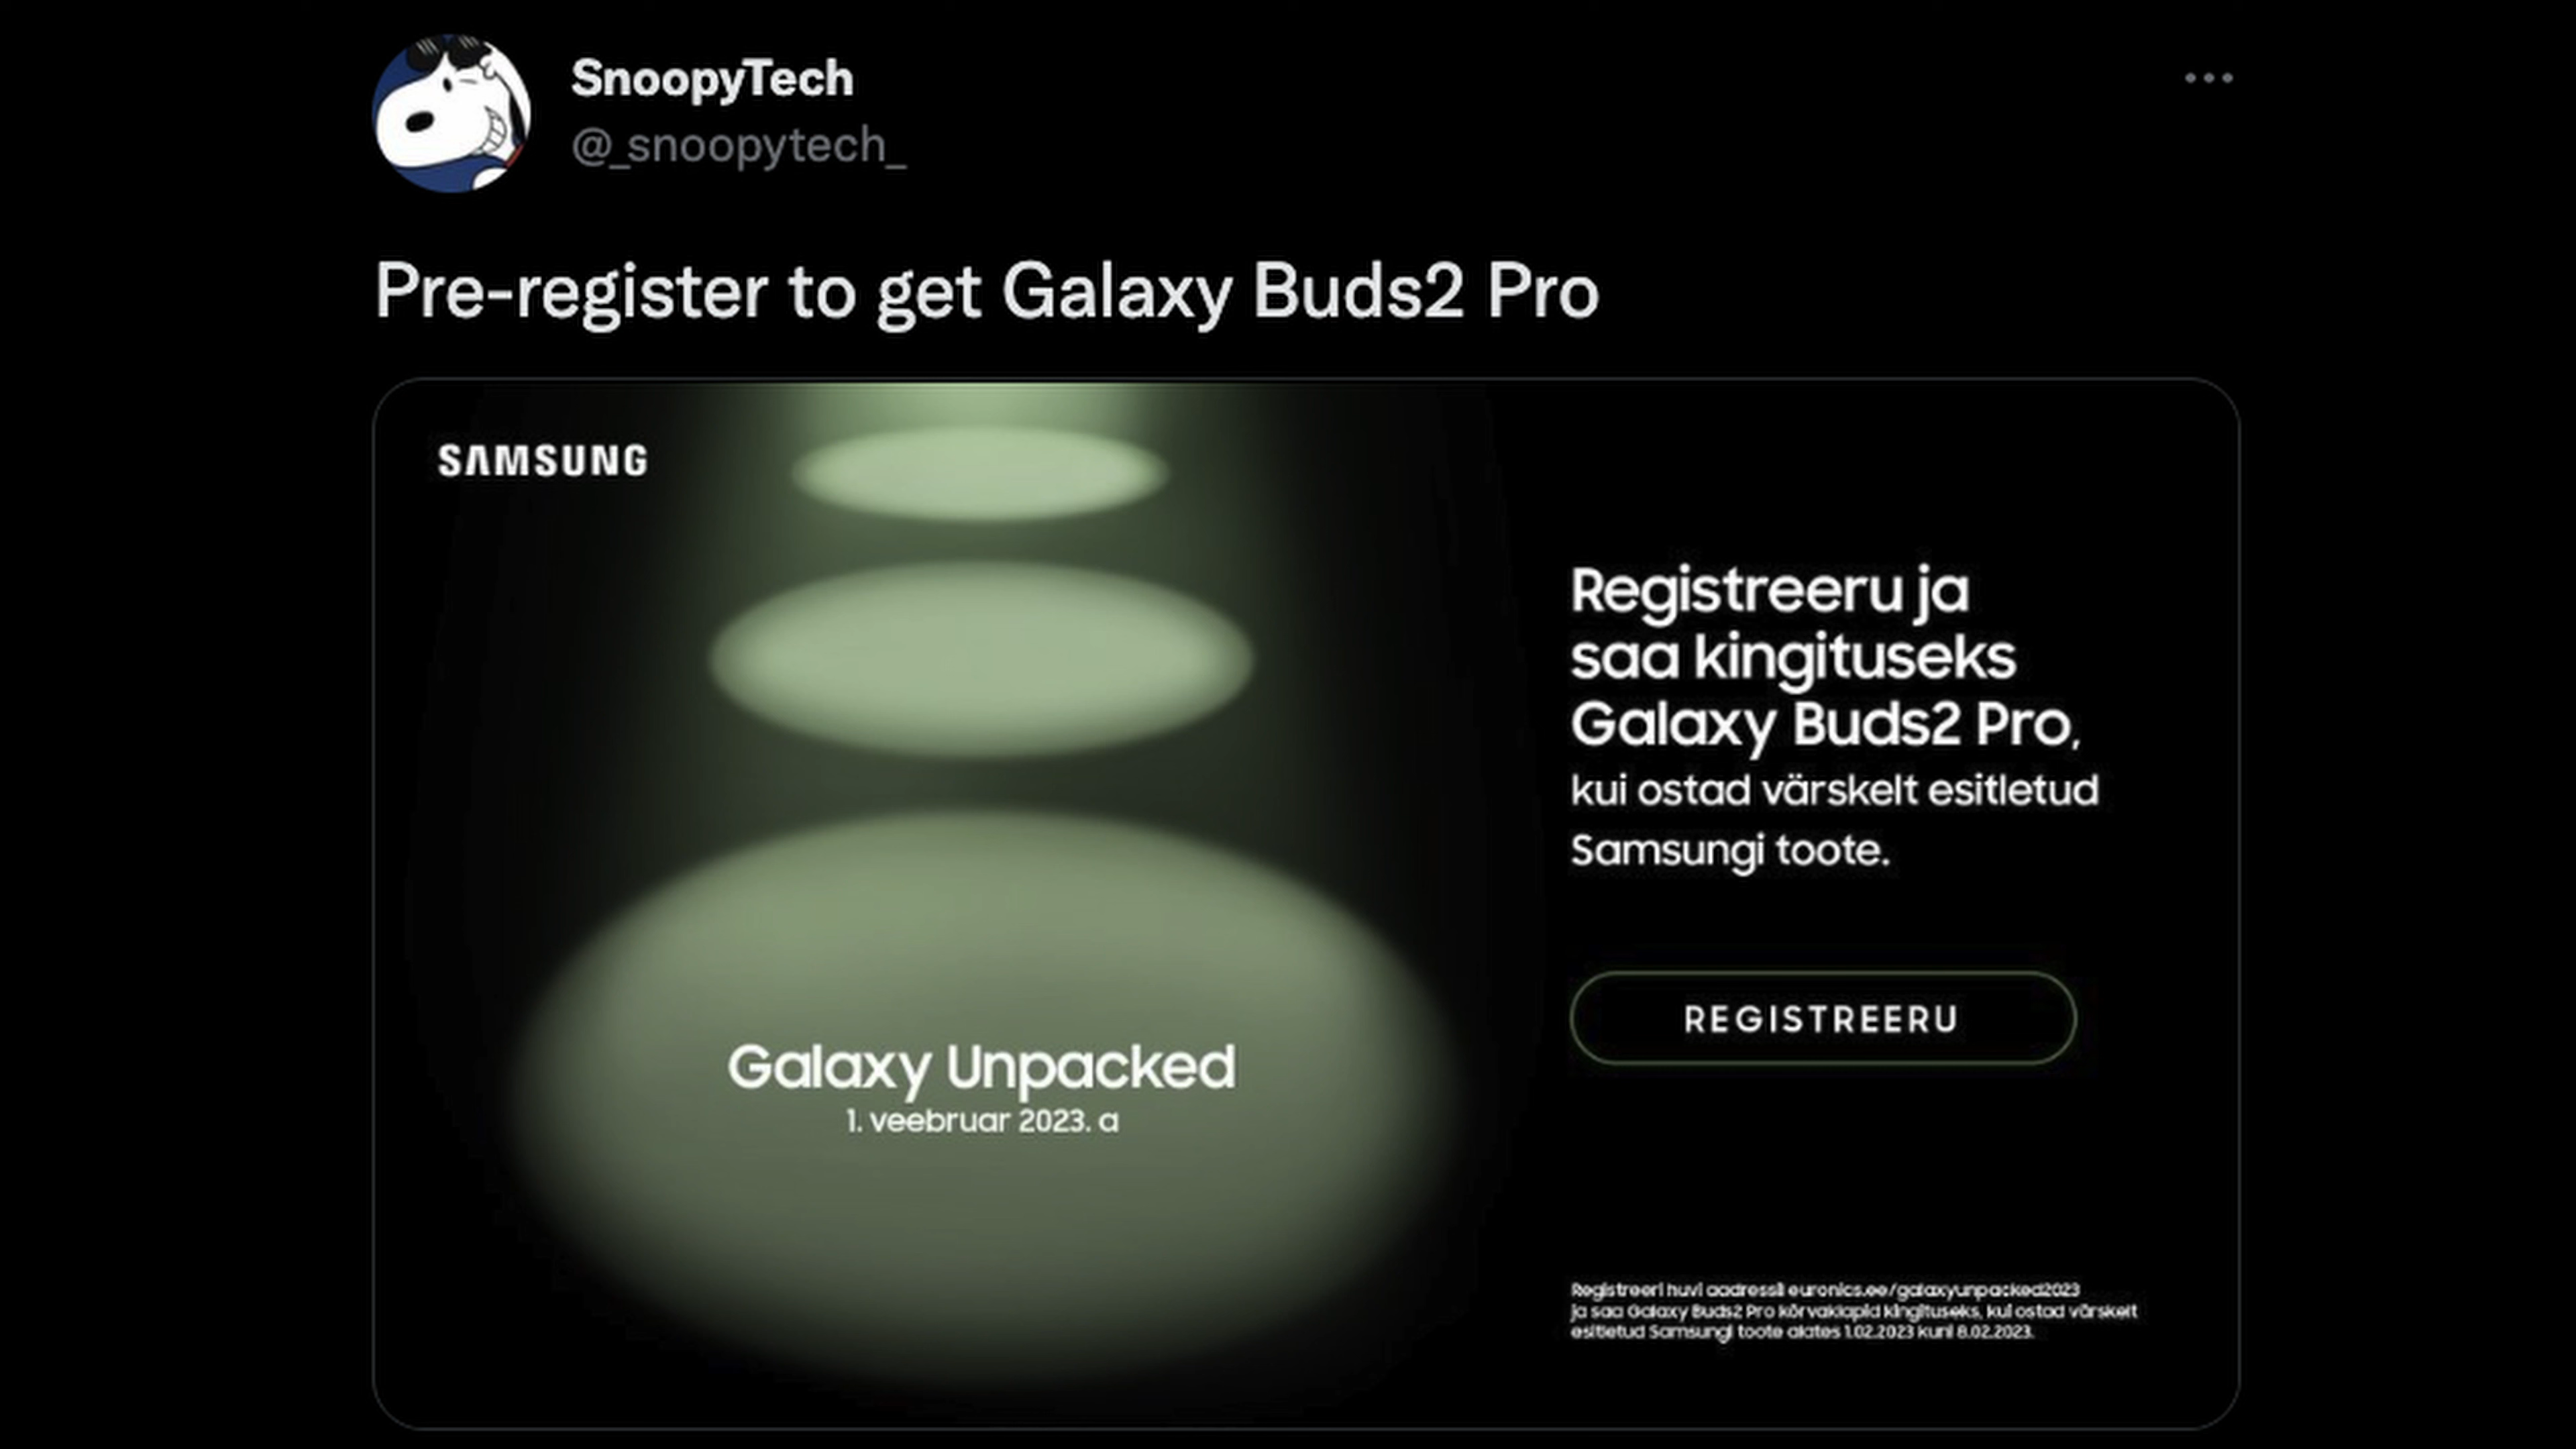 SnoopyTech
@_snoopytech_
Pre-register to get Galaxy Buds2 Pro
SAMSUNG
Galaxy Unpacked
1. veebruar 2023. a
Registreeru ja
saa kingituseks
Galaxy Buds2 Pro,
kui ostad värskelt esitletud
Samsungi toote.
REGISTREERU
Registreeri huvi aadressil euronics.ee/galaxyunpacked2023
ja saa Galaxy Buds2 Pro kõrvaklapid kingituseks, kui ostad värskelt
esitletud Samsungi toote alates 1.02.2023 kuni 8.02.2023.